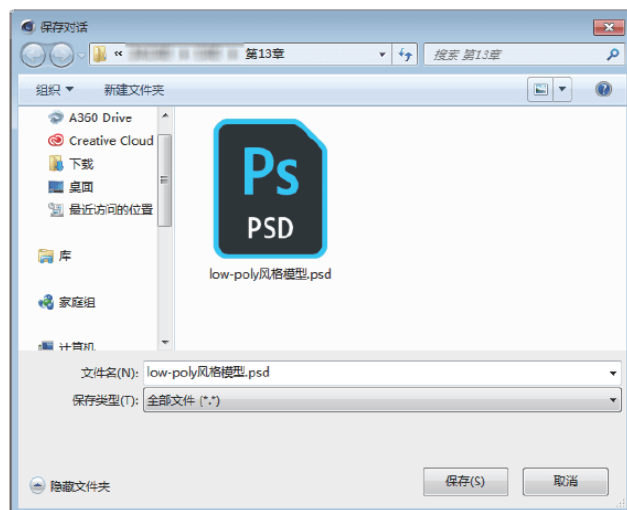 保存对话
« 第13章
搜索 第13章
组织 新建文件夹
A360 Drive
Creative Cloud
下载
桌面
最近访问的位置
库
家庭组
计算机
Ps
PSD
low-poly风格模型.psd
文件名(N): low-poly风格模型.psd
保存类型(T): 全部文件 (*.*)
隐藏文件夹
保存(S) 取消